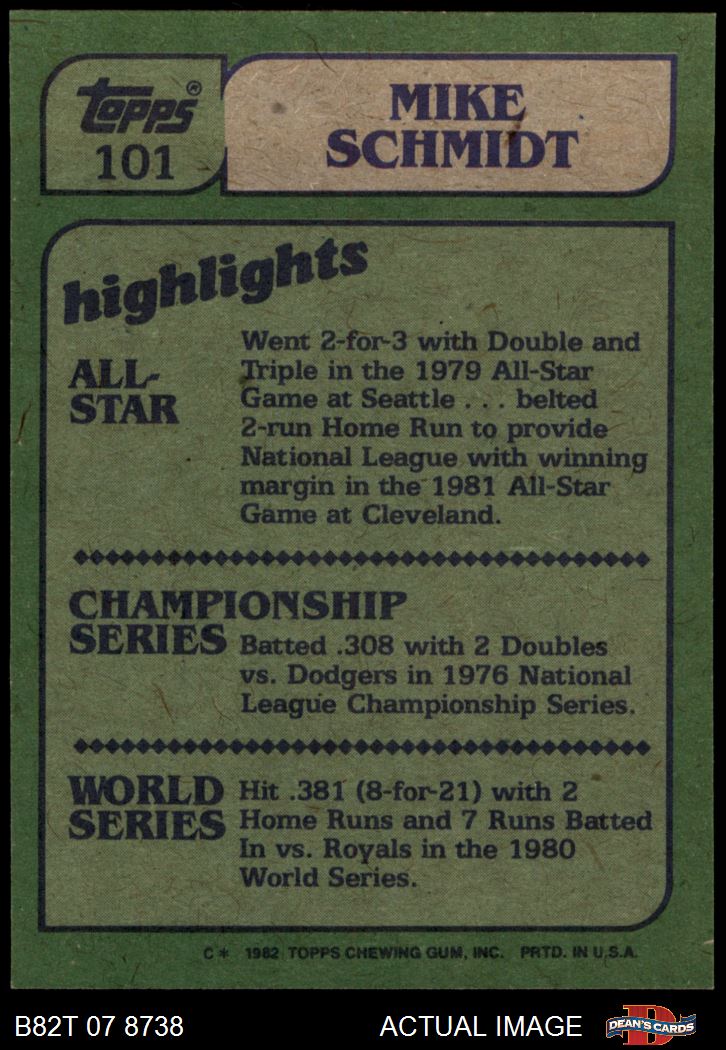 topps®
101
MIKE
SCHMIDT
highlights
ALL-
STAR
Went 2-for-3 with Double and
Triple in the 1979 All-Star
Game at Seattle . . . belted
2-run Home Run to provide
National League with winning
margin in the 1981 All-Star
Game at Cleveland.
CHAMPIONSHIP
SERIES
Batted .308 with 2 Doubles
vs. Dodgers in 1976 National
League Championship Series.
WORLD
SERIES
Hit .381 (8-for-21) with 2
Home Runs and 7 Runs Batted
In vs. Royals in the 1980
World Series.
C* 1982 TOPPS CHEWING GUM, INC. PRTD. IN U.S.A.
B82T 07 8738
ACTUAL IMAGE
D
DEAN'S CARDS